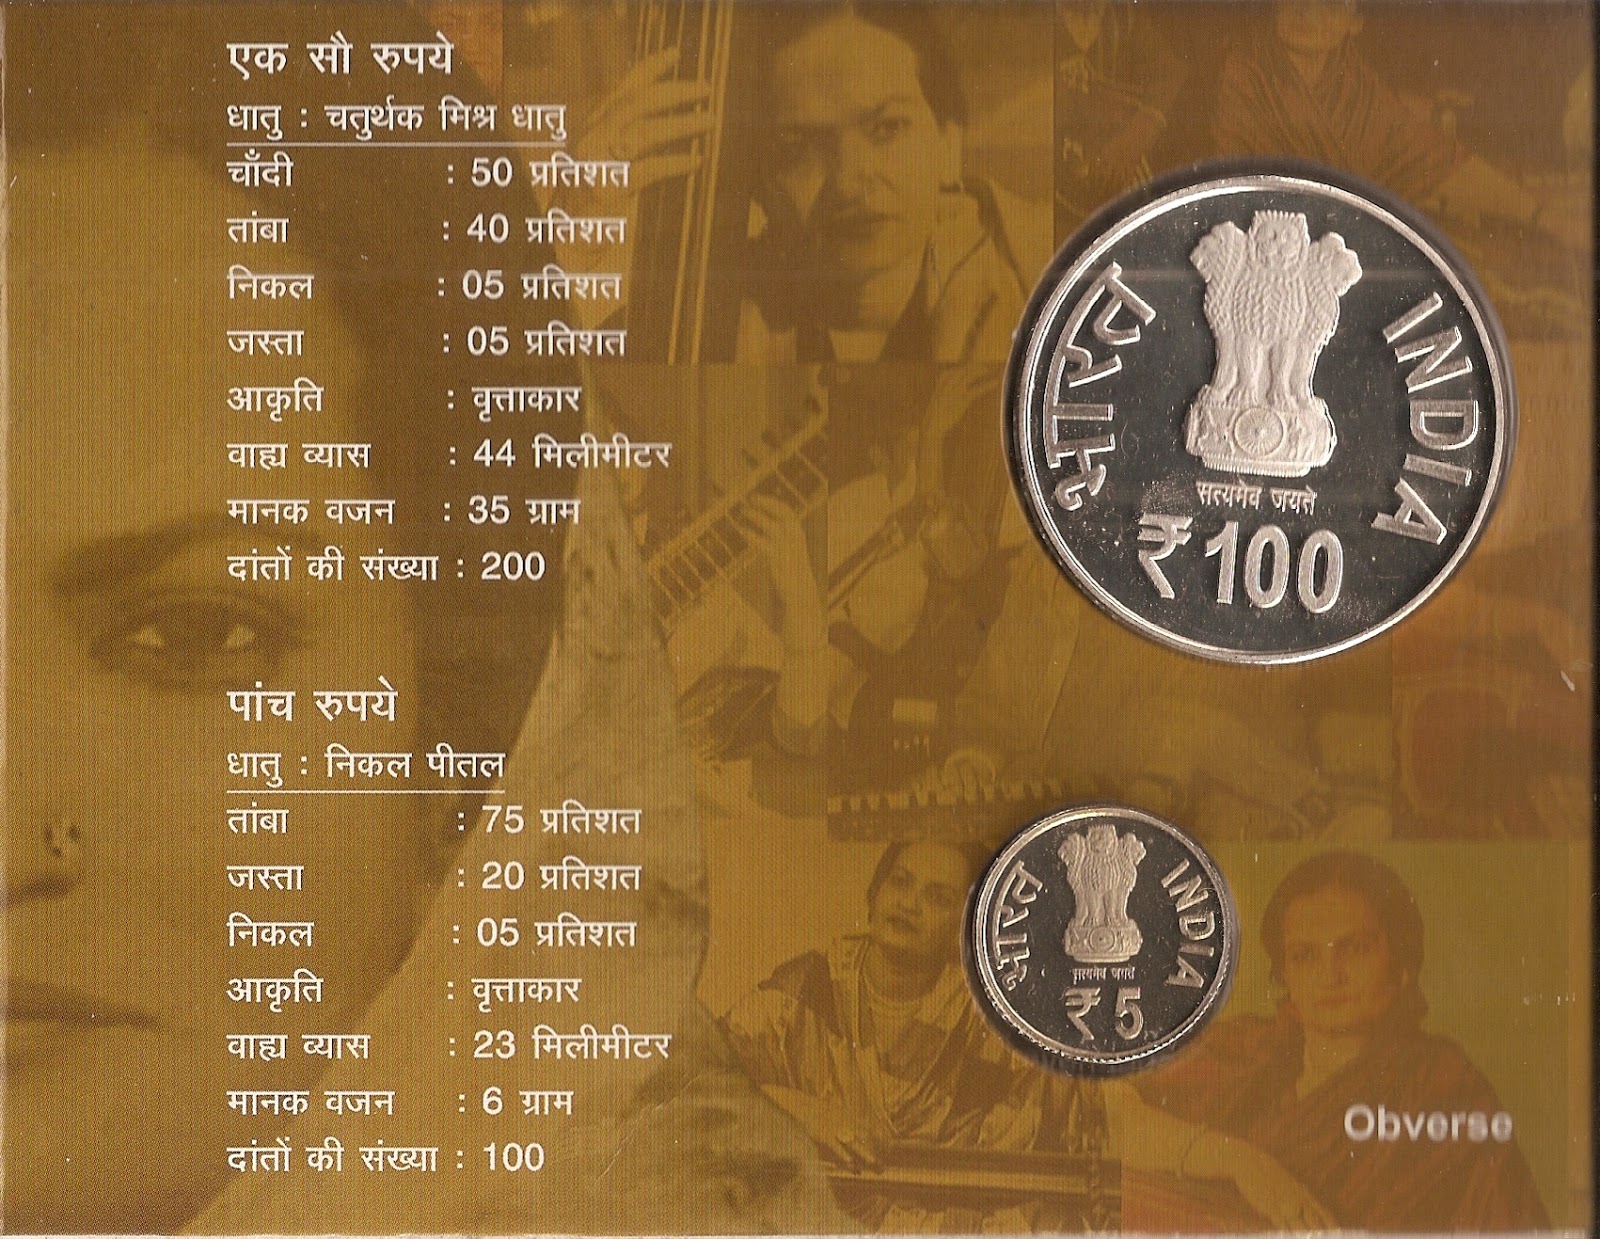 एक सौ रुपये
धातु : चतुर्थक मिश्र धातु
चाँदी : 50 प्रतिशत
तांबा : 40 प्रतिशत
निकल : 05 प्रतिशत
जस्ता : 05 प्रतिशत
आकृति : वृत्ताकार
वाह्य व्यास : 44 मिलीमीटर
मानक वजन : 35 ग्राम
दांतों की संख्या : 200
पांच रुपये
धातु : निकल पीतल
तांबा : 75 प्रतिशत
जस्ता : 20 प्रतिशत
निकल : 05 प्रतिशत
आकृति : वृत्ताकार
वाह्य व्यास : 23 मिलीमीटर
मानक वजन : 6 ग्राम
दांतों की संख्या : 100
भारत
INDIA
सत्यमेव जयते
₹ 100
भारत
INDIA
सत्यमेव जयते
₹ 5
Obverse